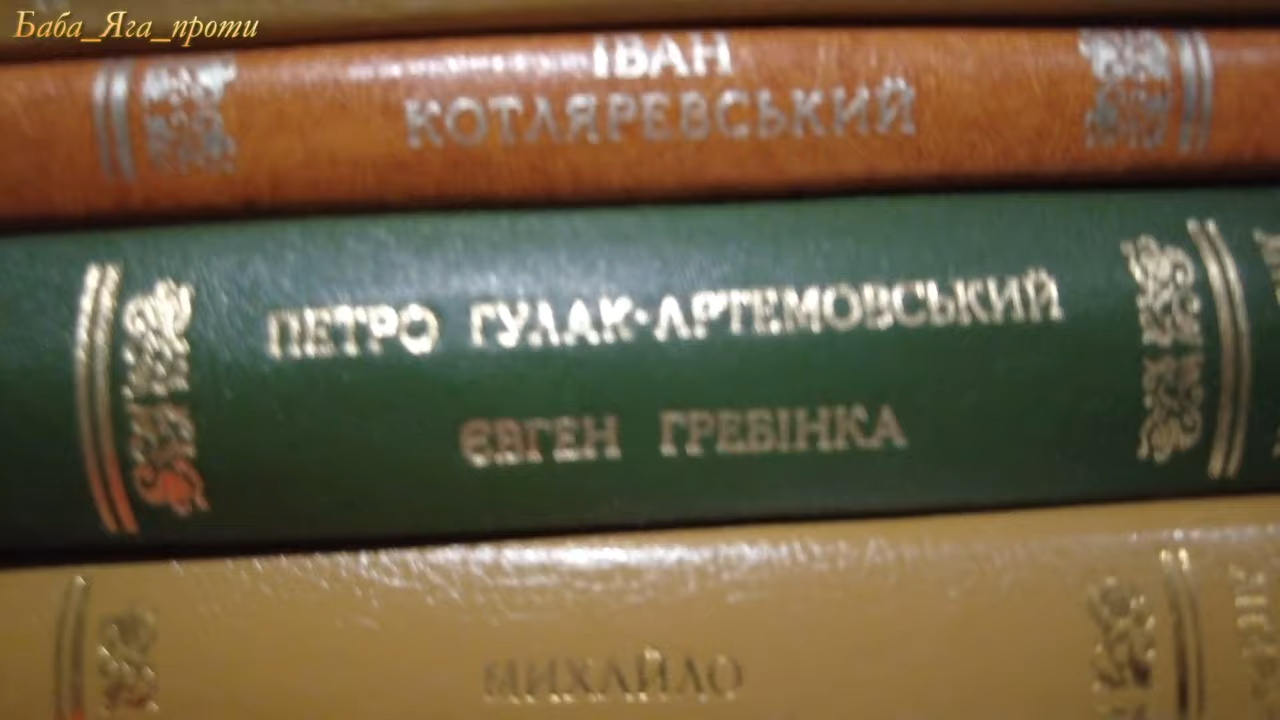 Баба_Яга_проти
ІВАН
КОТЛЯРЕВСЬКИЙ
ПЕТРО ГУЛАК-АРТЕМОВСЬКИЙ
ЄВГЕН ГРЕБІНКА
МИХАЙЛО